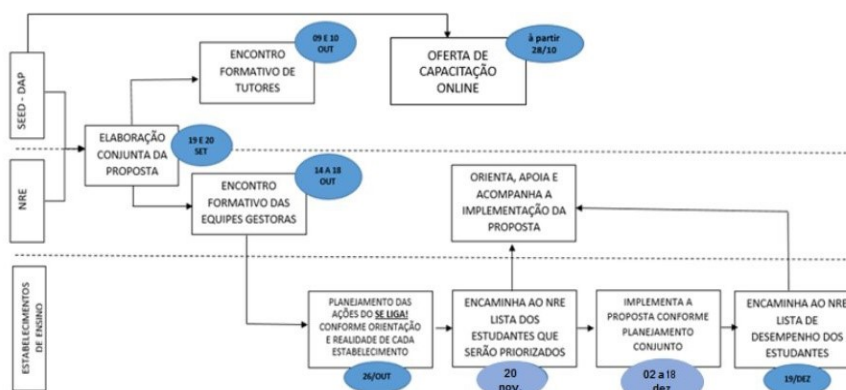 SEED - DAP
NRE
ESTABELECIMENTOS
DE ENSINO
ELABORAÇÃO
CONJUNTA DA
PROPOSTA
19 E 20
SET
ENCONTRO
FORMATIVO DE
TUTORES
09 E 10
OUT
OFERTA DE
CAPACITAÇÃO
ONLINE
à partir
28/10
ENCONTRO
FORMATIVO DAS
EQUIPES GESTORAS
14 A 18
OUT
ORIENTA, APOIA E
ACOMPANHA A
IMPLEMENTAÇÃO DA
PROPOSTA
PLANEJAMENTO DAS
AÇÕES DO SE LIGA!
CONFORME ORIENTAÇÃO
E REALIDADE DE CADA
ESTABELECIMENTO
26/OUT
ENCAMINHA AO NRE
LISTA DOS
ESTUDANTES QUE
SERÃO PRIORIZADOS
20
nov.
IMPLEMENTA A
PROPOSTA CONFORME
PLANEJAMENTO
CONJUNTO
02 a 18
dez
ENCAMINHA AO NRE
LISTA DE
DESEMPENHO DOS
ESTUDANTES
19/DEZ